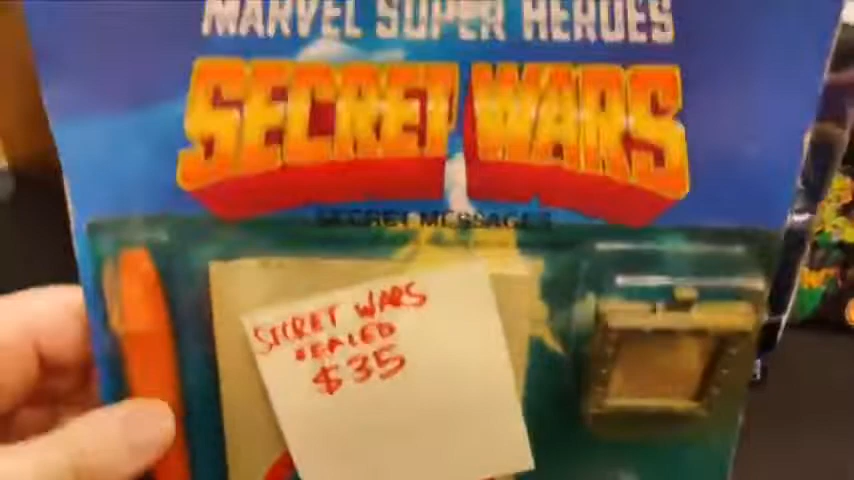 MARVEL SUPER HEROES
SECRET WARS
SECRET MESSAGES
SECRET WARS
SEALED
$35